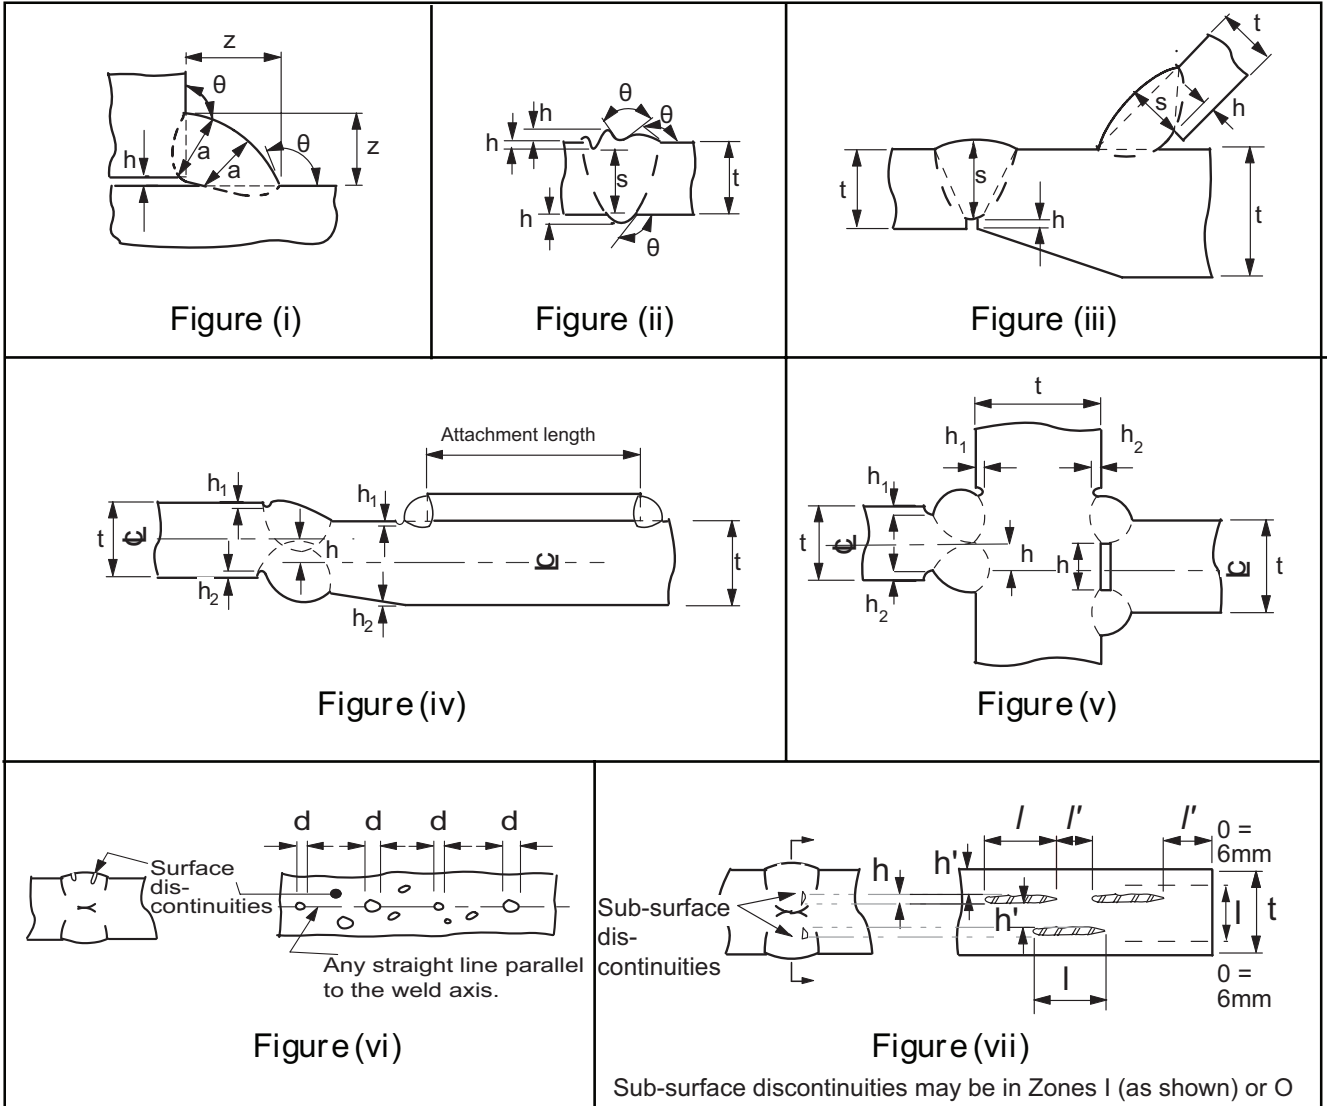 z
θ
h
a
a
θ
z
Figure (i)
θ
h
θ
h
s
t
h
θ
Figure (ii)
t
s
h
t
s
h
t
Figure (iii)
Attachment length
h1
h1
t
℄
h
℄
t
h2
h2
Figure (iv)
t
h1
h2
h1
t
℄
h
h
℄
t
h2
Figure (v)
d d d d
Surface
dis-
continuities
Any straight line parallel
to the weld axis.
Figure (vi)
l l' l'
0 =
6mm
h h'
Sub-surface
dis-
continuities
h'
I t
l
0 =
6mm
Figure (vii)
Sub-surface discontinuities may be in Zones I (as shown) or O